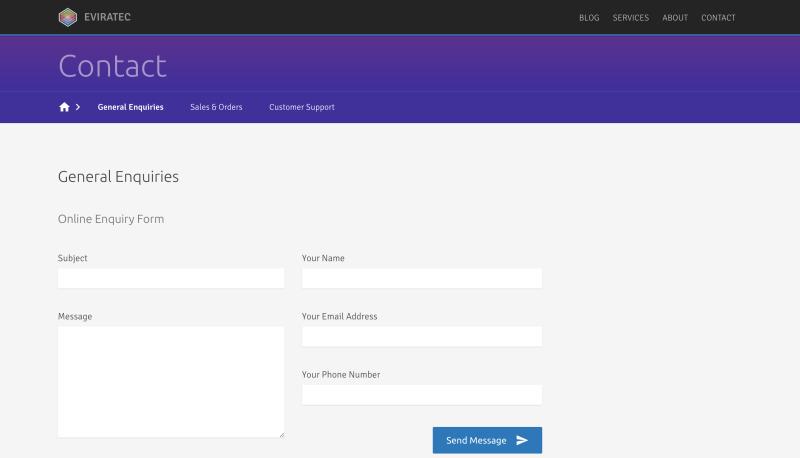 EVIRATEC
BLOG SERVICES ABOUT CONTACT
Contact
General Enquiries Sales & Orders Customer Support
General Enquiries
Online Enquiry Form
Subject
Your Name
Message
Your Email Address
Your Phone Number
Send Message